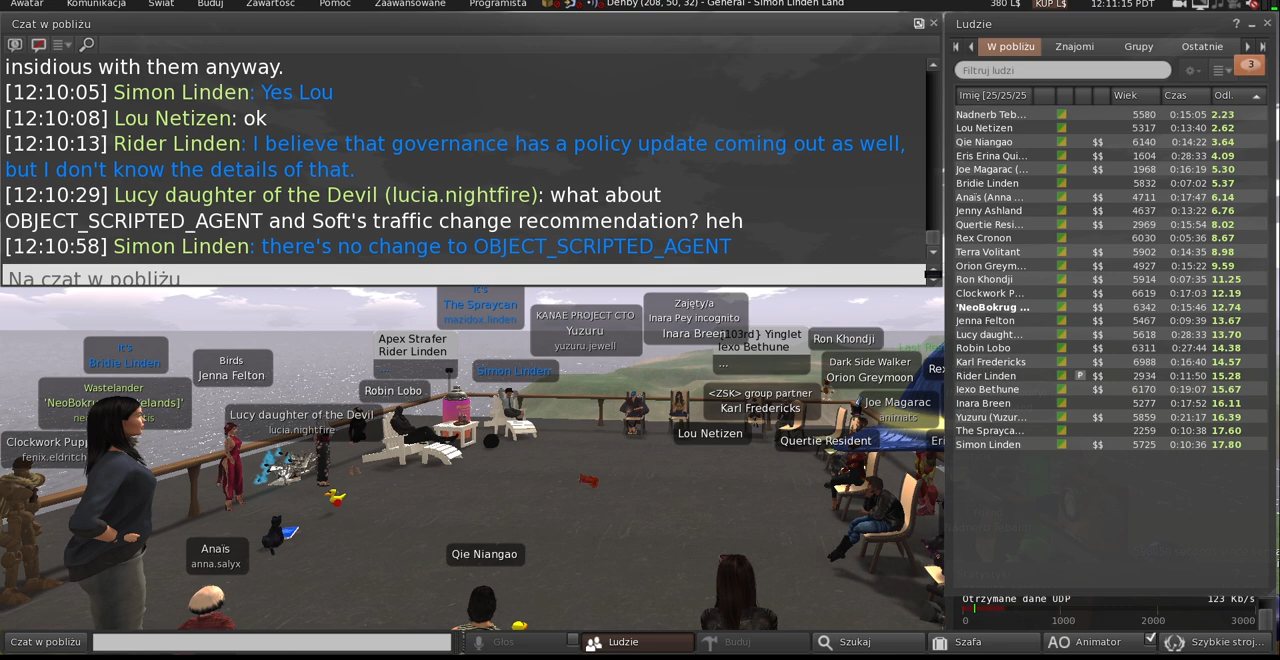 Awatar Komunikacja Świat Buduj Zawartość Pomoc Zaawansowane Programista Denby (208, 50, 32) - General - Simon Linden Land 380 L$ KUP L$ 12:11:15 PDT
Czat w pobliżu
insidious with them anyway.
[12:10:05] Simon Linden: Yes Lou
[12:10:08] Lou Netizen: ok
[12:10:13] Rider Linden: I believe that governance has a policy update coming out as well,
but I don't know the details of that.
[12:10:29] Lucy daughter of the Devil (lucia.nightfire): what about
OBJECT_SCRIPTED_AGENT and Soft's traffic change recommendation? heh
[12:10:58] Simon Linden: there's no change to OBJECT_SCRIPTED_AGENT
Na czat w pobliżu
Ludzie
? _ ×
W pobliżu Znajomi Grupy Ostatnie
Filtruj ludzi
3
Imię [25/25/25 Wiek Czas Odl.
Nadnerb Teb... 5580 0:15:05 2.23
Lou Netizen 5317 0:13:40 2.62
Qie Niangao $$ 6140 0:14:22 3.64
Eris Erina Qui... $$ 1604 0:28:33 4.09
Joe Magarac (... $$ 1968 0:16:19 5.30
Bridie Linden 5832 0:07:02 5.37
Anaïs (Anna ... $$ 4711 0:17:47 6.14
Jenny Ashland $$ 4637 0:13:22 6.76
Quertie Resi... $$ 2969 0:15:54 8.02
Rex Cronon 6030 0:05:36 8.67
Terra Volitant $$ 5902 0:14:35 8.98
Orion Greym... $$ 4927 0:15:22 9.59
Ron Khondji $$ 5914 0:07:35 11.25
Clockwork P... $$ 6619 0:17:03 12.19
'NeoBokrug ... $$ 6342 0:15:46 12.74
Jenna Felton $$ 5467 0:09:39 13.67
Lucy daught... $$ 5618 0:28:33 13.70
Robin Lobo $$ 6311 0:27:44 14.38
Karl Fredericks $$ 6988 0:16:40 14.57
Rider Linden P $$ 2934 0:11:50 15.28
Iexo Bethune $$ 6170 0:19:07 15.67
Inara Breen 5277 0:17:52 16.11
Yuzuru (Yuzur... $$ 5859 0:21:17 16.39
The Sprayca... 2259 0:10:38 17.60
Simon Linden $$ 5725 0:10:36 17.80
It's
The Spraycan
mazidox.linden
KANAE PROJECT CTO
Yuzuru
yuzuru.jewell
Zajęty/a
Inara Pey incognito
Inara Breen
[103rd} Yinglet
Iexo Bethune
...
Ron Khondji
Apex Strafer
Rider Linden
...
It's
Bridie Linden
Birds
Jenna Felton
Robin Lobo
Simon Linden
Dark Side Walker
Orion Greymoon
Rex
Wastelander
<ZSK> group partner
Karl Fredericks
Joe Magarac
animats
Lucy daughter of the Devil
lucia.nightfire
Lou Netizen
Quertie Resident
Eri
Clockwork Pupp
fenix.eldritch
Anaïs
anna.salyx
Qie Niangao
Otrzymane dane UDP 123 Kb/s
0 1000 2000 3000
Czat w pobliżu Głos Ludzie Buduj Szukaj Szafa AO Animator Szybkie stroj...